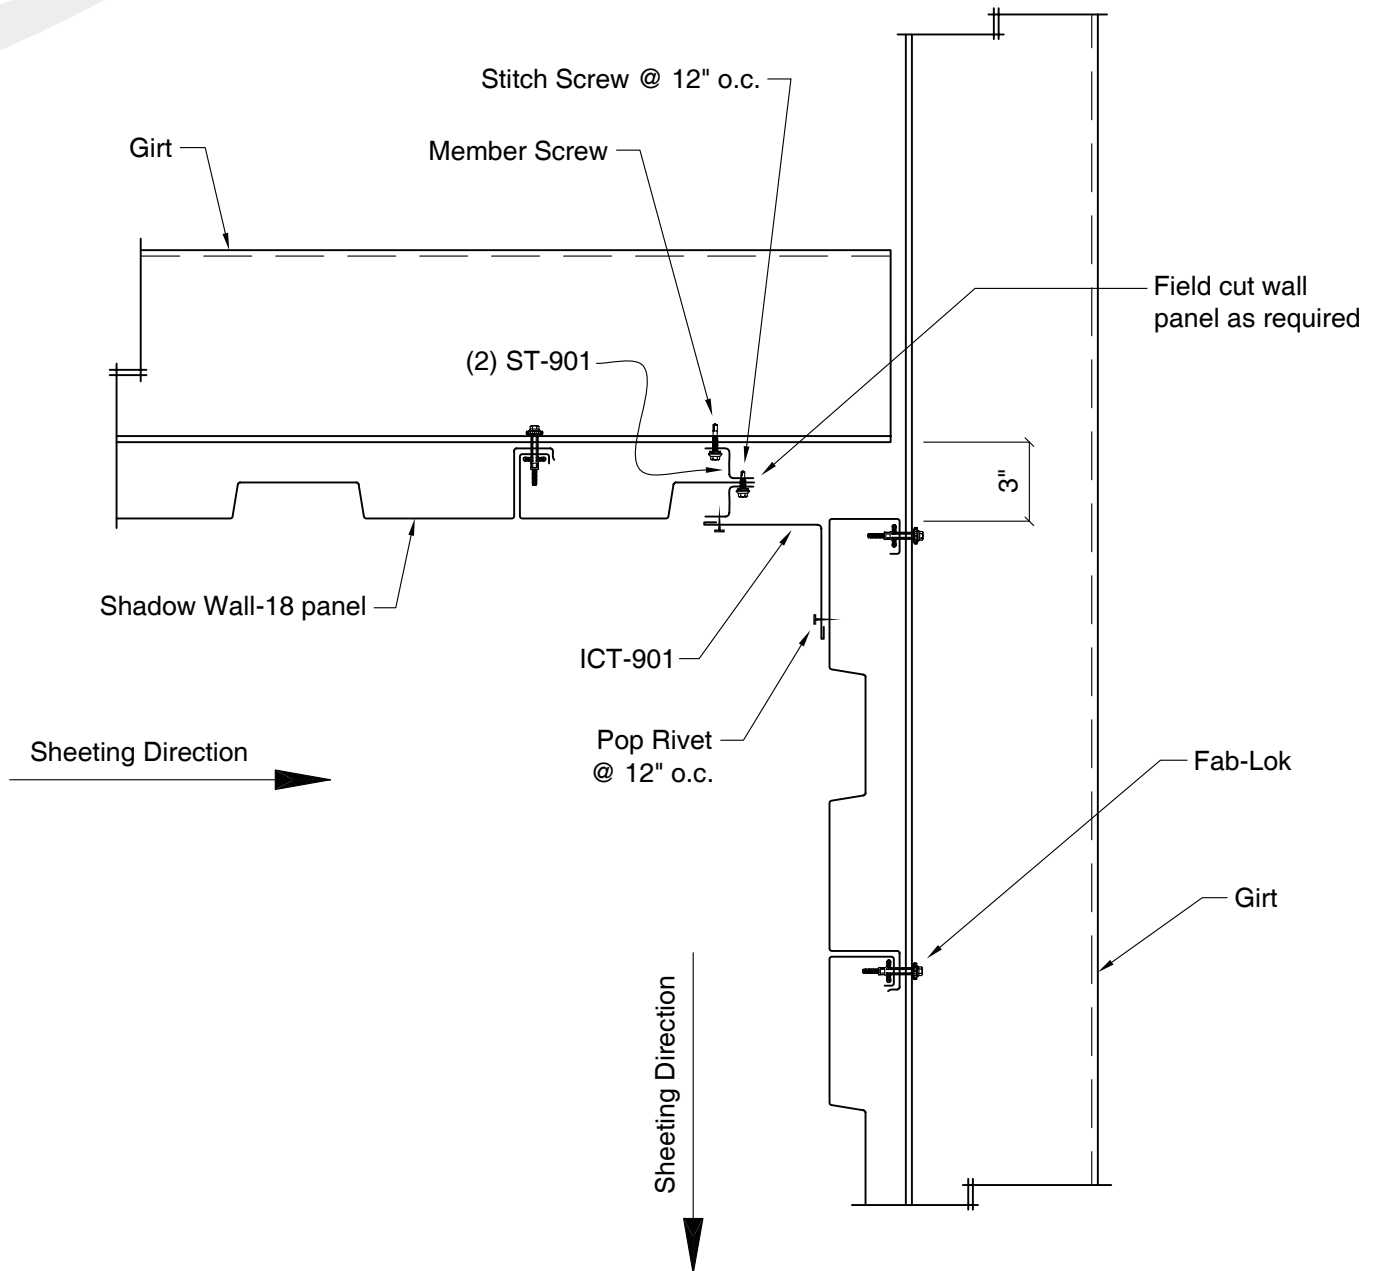 Stitch Screw @ 12" o.c.
Girt
Member Screw
Field cut wall
panel as required
(2) ST-901
3"
Shadow Wall-18 panel
ICT-901
Pop Rivet
@ 12" o.c.
Sheeting Direction
Fab-Lok
Girt
Sheeting Direction